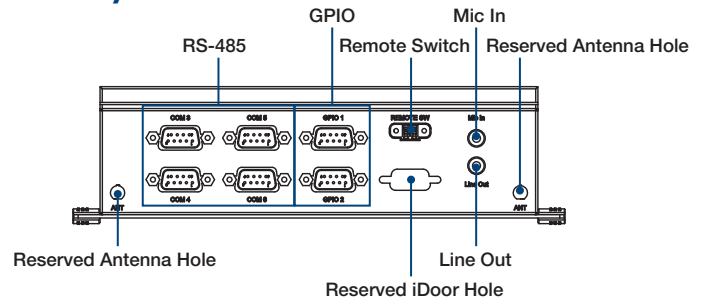 GPIO
Mic In
RS-485
Remote Switch
Reserved Antenna Hole
COM 3
COM 5
GPIO 1
REMOTE SW
Mic In
COM 4
COM 6
GPIO 2
Line Out
ANT
ANT
Reserved Antenna Hole
Line Out
Reserved iDoor Hole